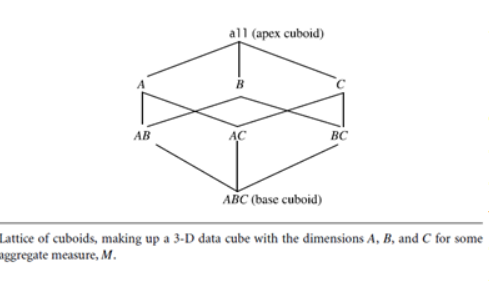 all (apex cuboid)
A B C
AB AC BC
ABC (base cuboid)
Lattice of cuboids, making up a 3-D data cube with the dimensions A, B, and C for some
aggregate measure, M.